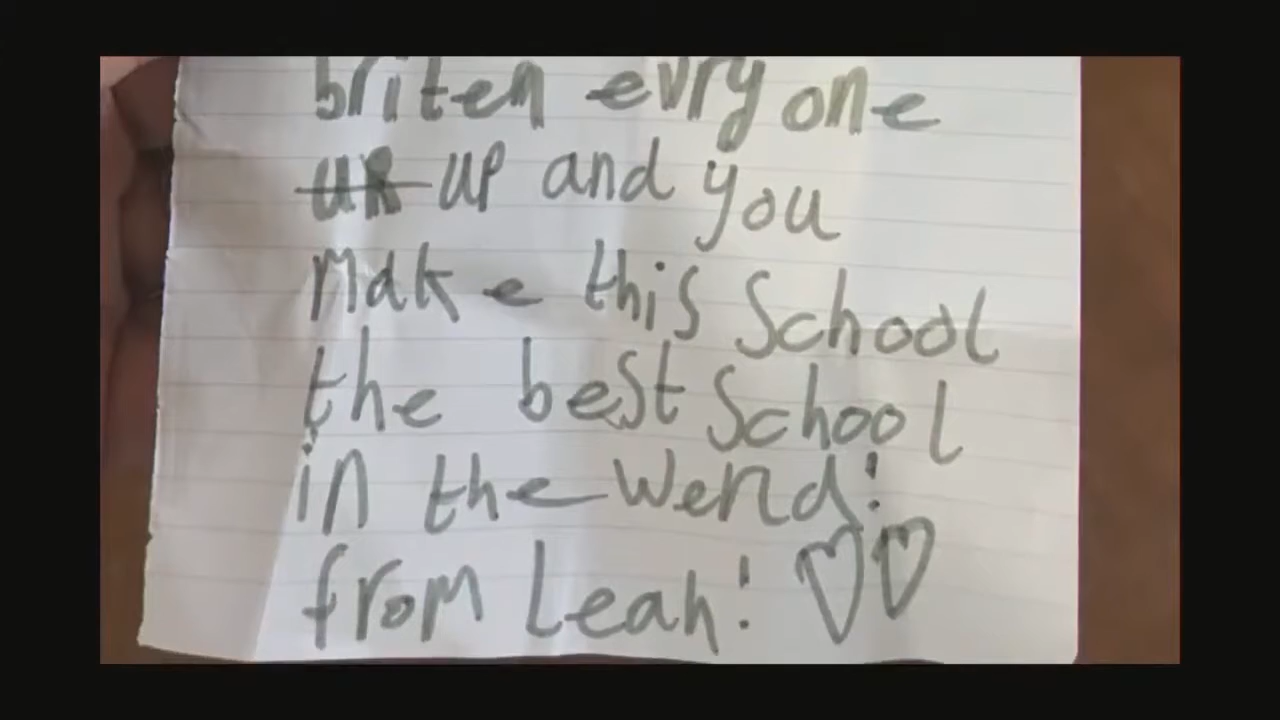 briten evry one
up and you
make this School
the best School
in the werld!
from Leah!